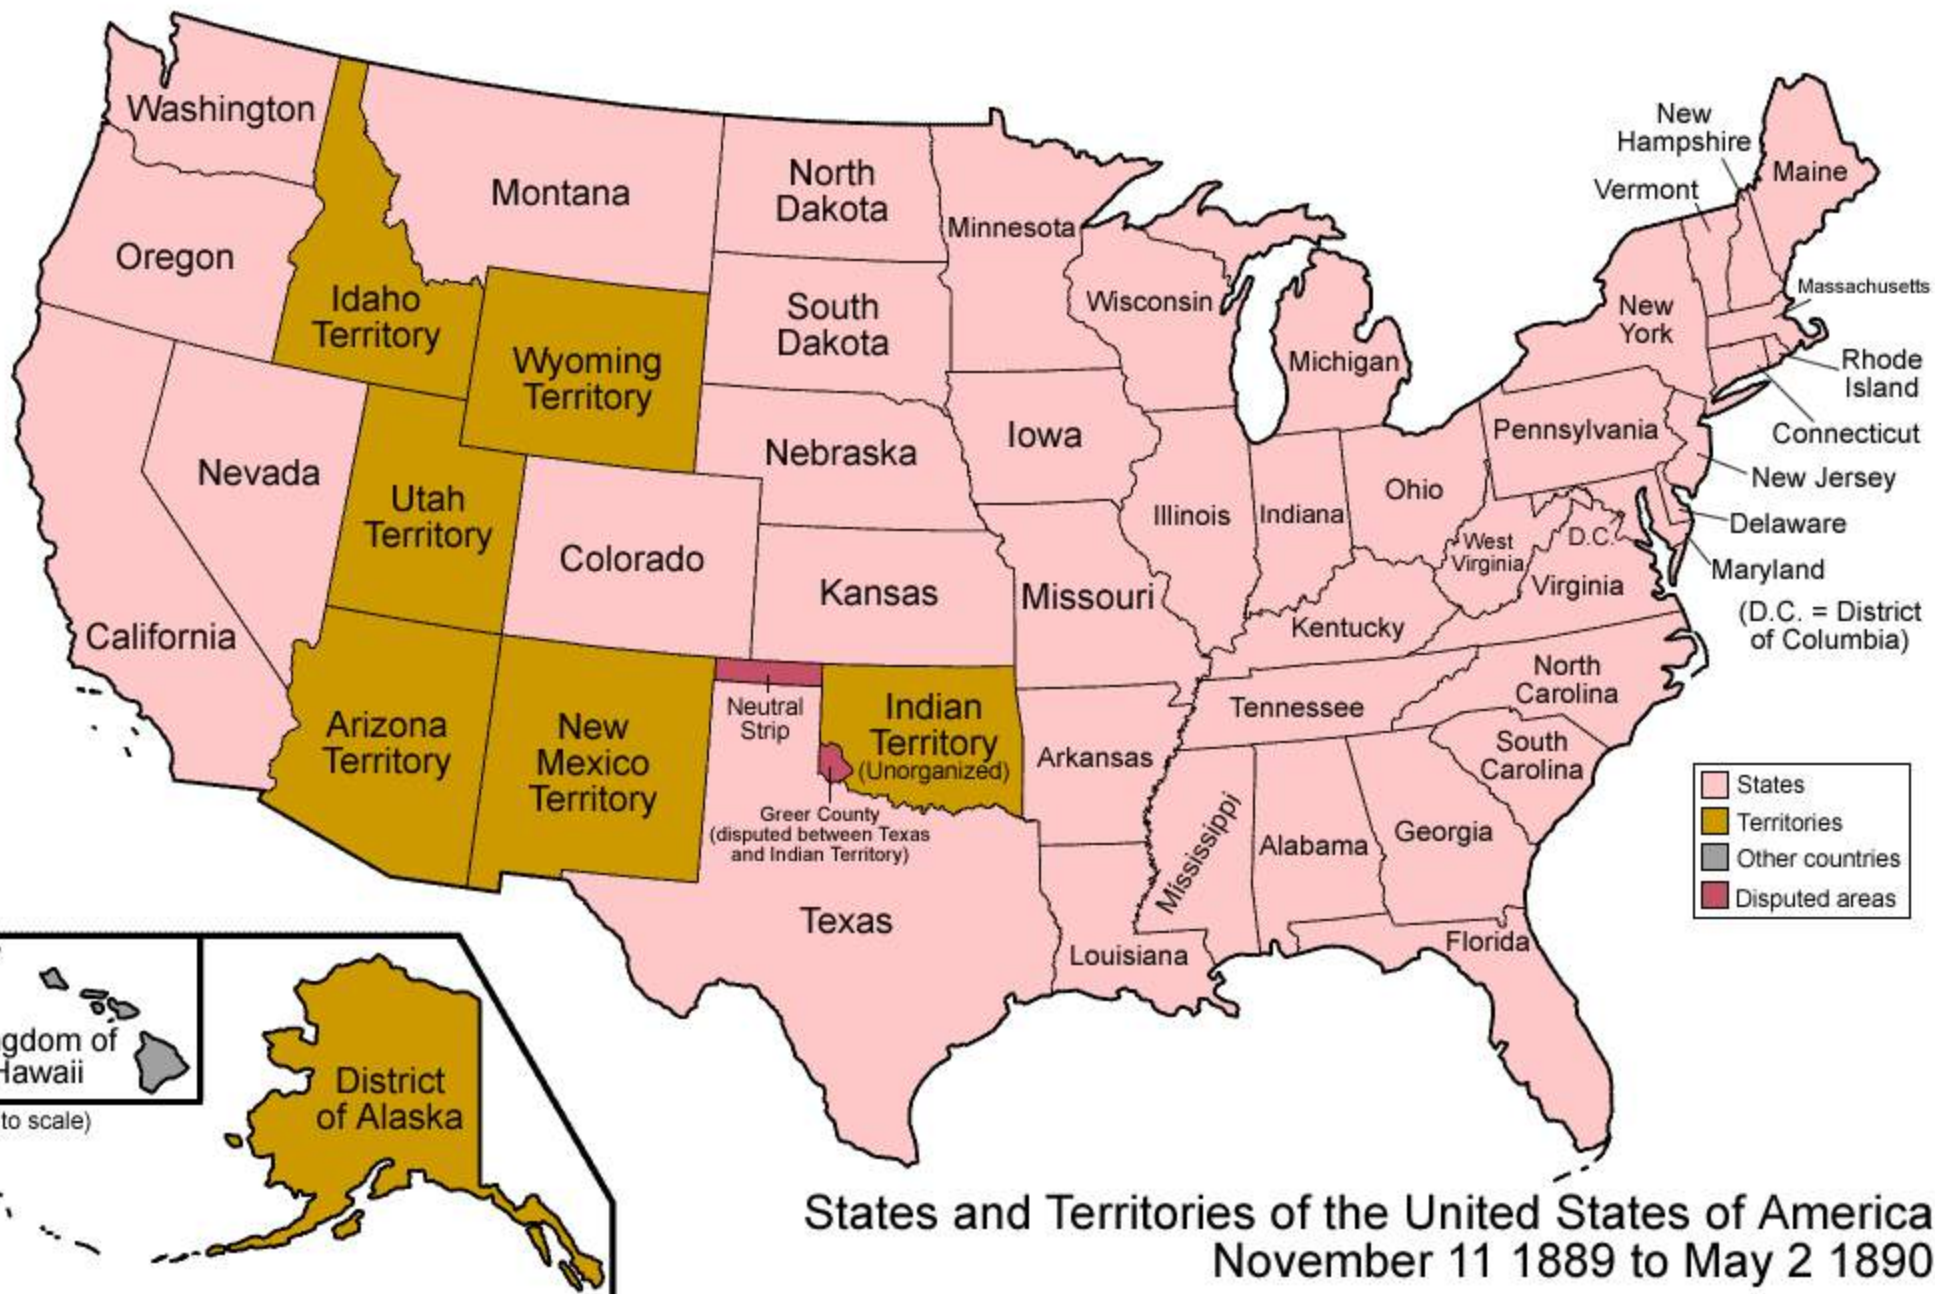 Washington
Oregon
California
Nevada
Idaho
Territory
Montana
Wyoming
Territory
Utah
Territory
Colorado
Arizona
Territory
New
Mexico
Territory
North
Dakota
South
Dakota
Nebraska
Kansas
Neutral
Strip
Indian
Territory
(Unorganized)
Greer County
(disputed between Texas
and Indian Territory)
Texas
Minnesota
Iowa
Missouri
Arkansas
Louisiana
Wisconsin
Illinois
Michigan
Indiana
Ohio
Kentucky
Tennessee
Mississippi
Alabama
Georgia
Florida
South
Carolina
North
Carolina
Virginia
West
Virginia
D.C.
Pennsylvania
New
York
Vermont
New
Hampshire
Maine
Massachusetts
Rhode
Island
Connecticut
New Jersey
Delaware
Maryland
(D.C. = District
of Columbia)
States
Territories
Other countries
Disputed areas
gdom of
Hawaii
to scale)
District
of Alaska
States and Territories of the United States of America
November 11 1889 to May 2 1890